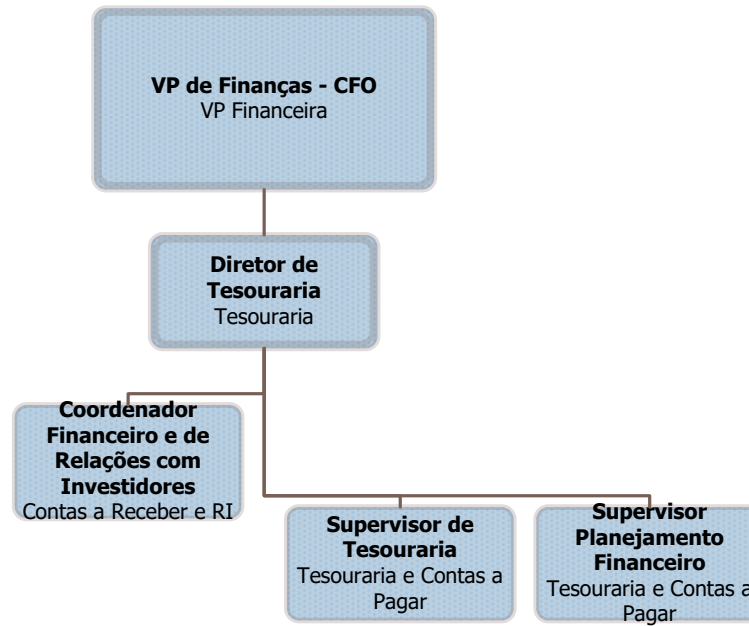 VP de Finanças - CFO
VP Financeira
Diretor de
Tesouraria
Tesouraria
Coordenador
Financeiro e de
Relações com
Investidores
Contas a Receber e RI
Supervisor de
Tesouraria
Tesouraria e Contas a
Pagar
Supervisor
Planejamento
Financeiro
Tesouraria e Contas a
Pagar